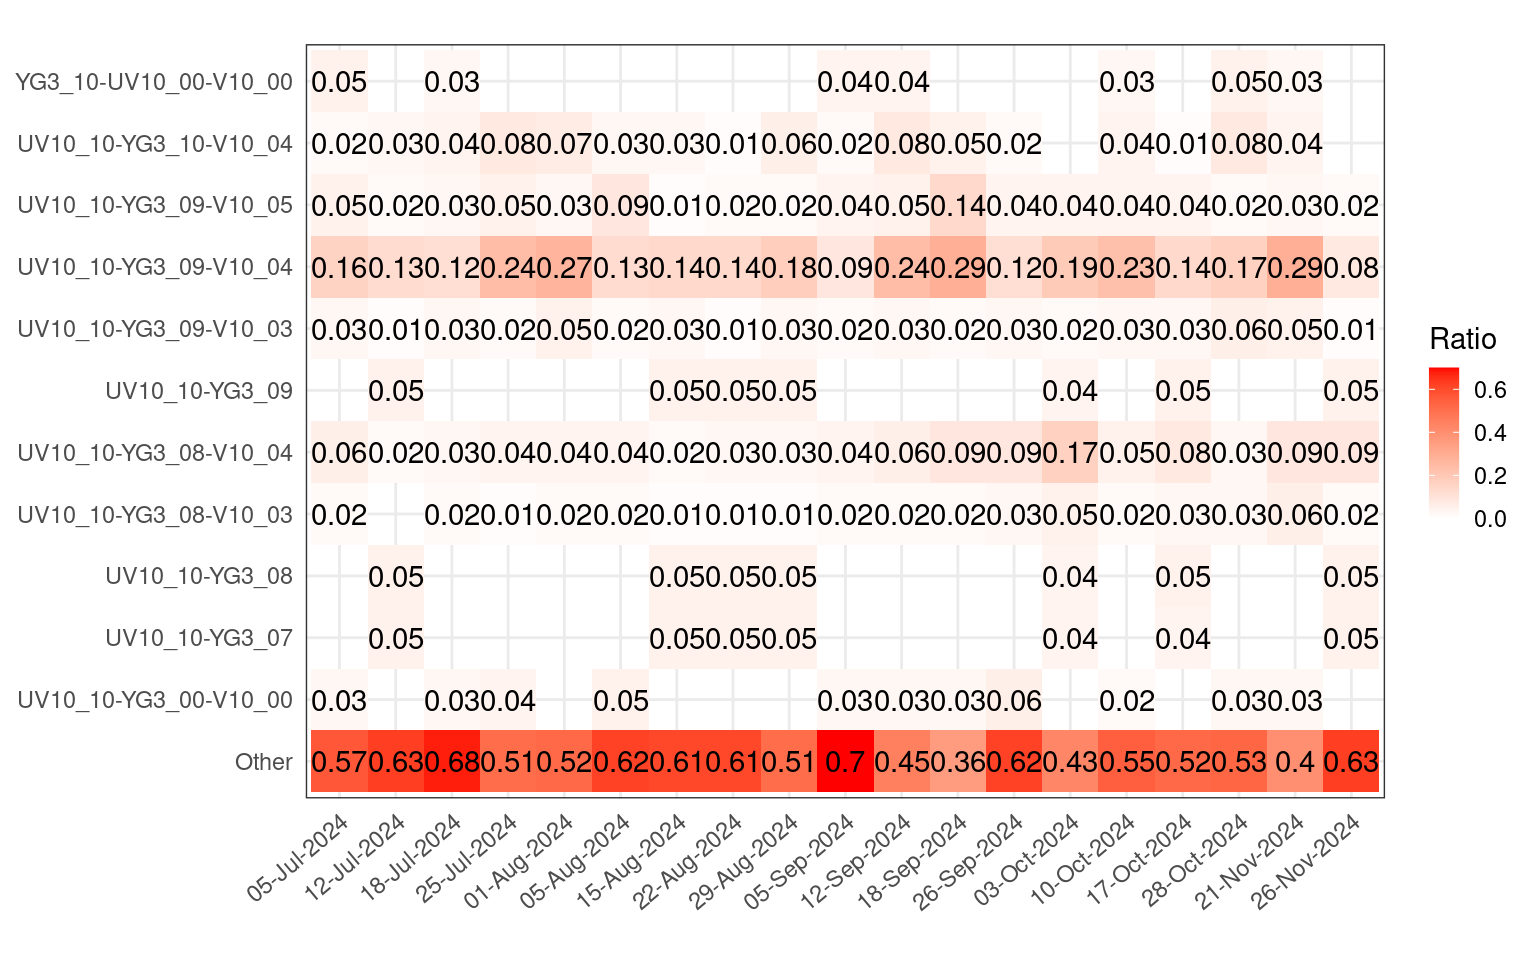 YG3_10-UV10_00-V10_00 0.05 0.03 0.04 0.04 0.03 0.05 0.03
UV10_10-YG3_10-V10_04 0.02 0.03 0.04 0.08 0.07 0.03 0.03 0.01 0.06 0.02 0.08 0.05 0.02 0.04 0.01 0.08 0.04
UV10_10-YG3_09-V10_05 0.05 0.02 0.03 0.05 0.03 0.09 0.01 0.02 0.02 0.04 0.05 0.14 0.04 0.04 0.04 0.04 0.02 0.03 0.02
UV10_10-YG3_09-V10_04 0.16 0.13 0.12 0.24 0.27 0.13 0.14 0.14 0.18 0.09 0.24 0.29 0.12 0.19 0.23 0.14 0.17 0.29 0.08
UV10_10-YG3_09-V10_03 0.03 0.01 0.03 0.02 0.05 0.02 0.03 0.01 0.03 0.02 0.03 0.02 0.03 0.02 0.03 0.03 0.06 0.05 0.01
UV10_10-YG3_09 0.05 0.05 0.05 0.05 0.04 0.05 0.05
UV10_10-YG3_08-V10_04 0.06 0.02 0.03 0.04 0.04 0.04 0.02 0.03 0.03 0.04 0.06 0.09 0.09 0.17 0.05 0.08 0.03 0.09 0.09
UV10_10-YG3_08-V10_03 0.02 0.02 0.01 0.02 0.02 0.01 0.01 0.01 0.02 0.02 0.02 0.03 0.05 0.02 0.03 0.03 0.06 0.02
UV10_10-YG3_08 0.05 0.05 0.05 0.05 0.04 0.05 0.05
UV10_10-YG3_07 0.05 0.05 0.05 0.05 0.04 0.04 0.05
UV10_10-YG3_00-V10_00 0.03 0.03 0.04 0.05 0.03 0.03 0.03 0.06 0.02 0.03 0.03
Other 0.57 0.63 0.68 0.51 0.52 0.62 0.61 0.61 0.51 0.7 0.45 0.36 0.62 0.43 0.55 0.52 0.53 0.4 0.63
05-Jul-2024
12-Jul-2024
18-Jul-2024
25-Jul-2024
01-Aug-2024
05-Aug-2024
15-Aug-2024
22-Aug-2024
29-Aug-2024
05-Sep-2024
12-Sep-2024
18-Sep-2024
26-Sep-2024
03-Oct-2024
10-Oct-2024
17-Oct-2024
28-Oct-2024
21-Nov-2024
26-Nov-2024
Ratio
0.6
0.4
0.2
0.0